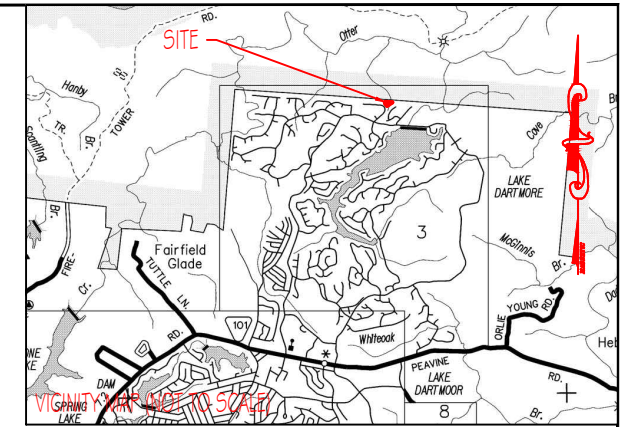 RD.
SITE
Otter
Hanby
Br.
TR.
TOWER
Cove
LAKE
DARTMORE
3
McGinnis
Br.
Br.
Fairfield
Glade
TUTTLE
LN.
FIRE-
Cr.
YOUNG RD.
ORLIE
101
RD.
Whiteoak
PEAVINE
LAKE
DARTMOOR
RD.
DAM
SPRING
LAKE
VICINITY MAP (NOT TO SCALE)
8
Br.